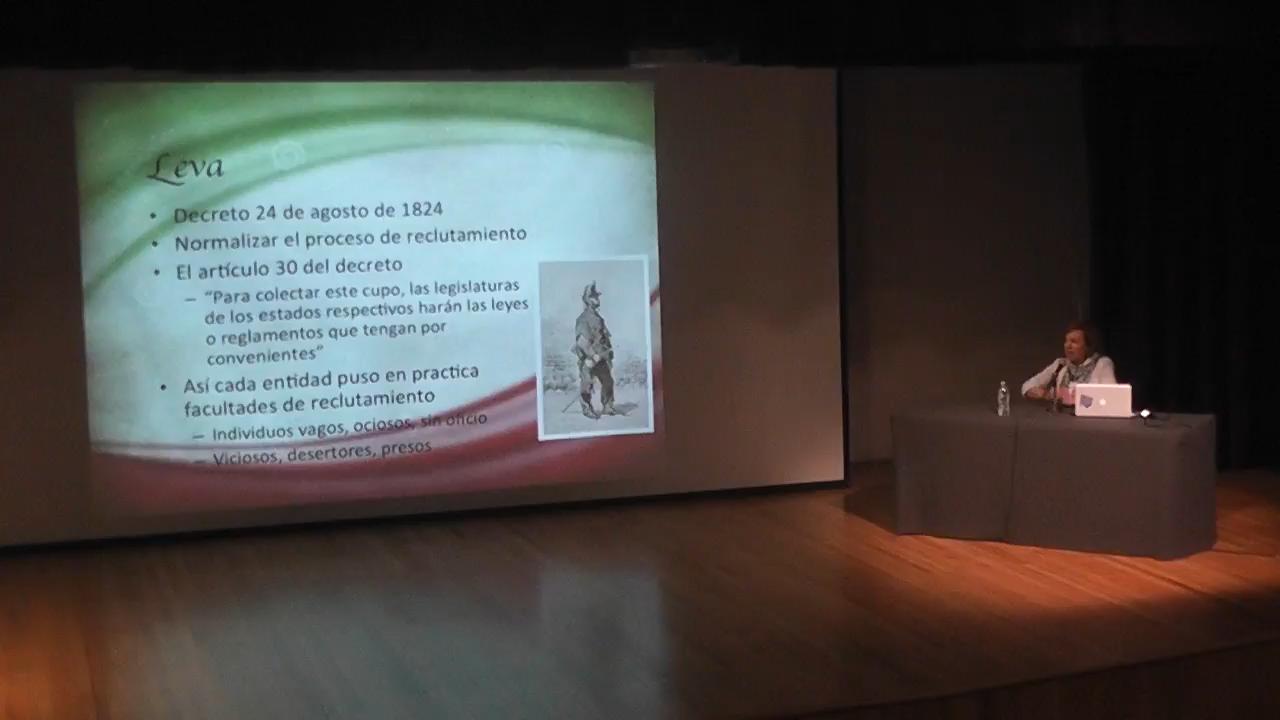 Leva
• Decreto 24 de agosto de 1824
• Normalizar el proceso de reclutamiento
• El artículo 30 del decreto
– “Para colectar este cupo, las legislaturas
de los estados respectivos harán las leyes
o reglamentos que tengan por
convenientes”
• Así cada entidad puso en practica
facultades de reclutamiento
– Individuos vagos, ociosos, sin oficio
– Viciosos, desertores, presos